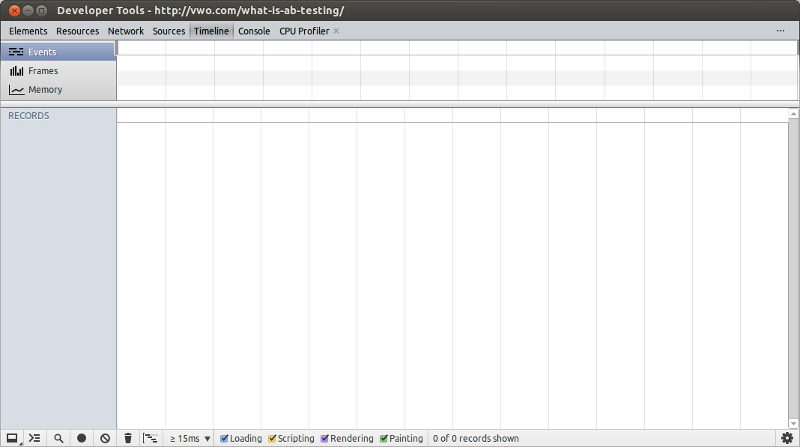 Developer Tools - http://vwo.com/what-is-ab-testing/
Elements Resources Network Sources Timeline Console CPU Profiler × ...
Events
Frames
Memory
RECORDS
≥ 15ms ▼ Loading Scripting Rendering Painting 0 of 0 records shown